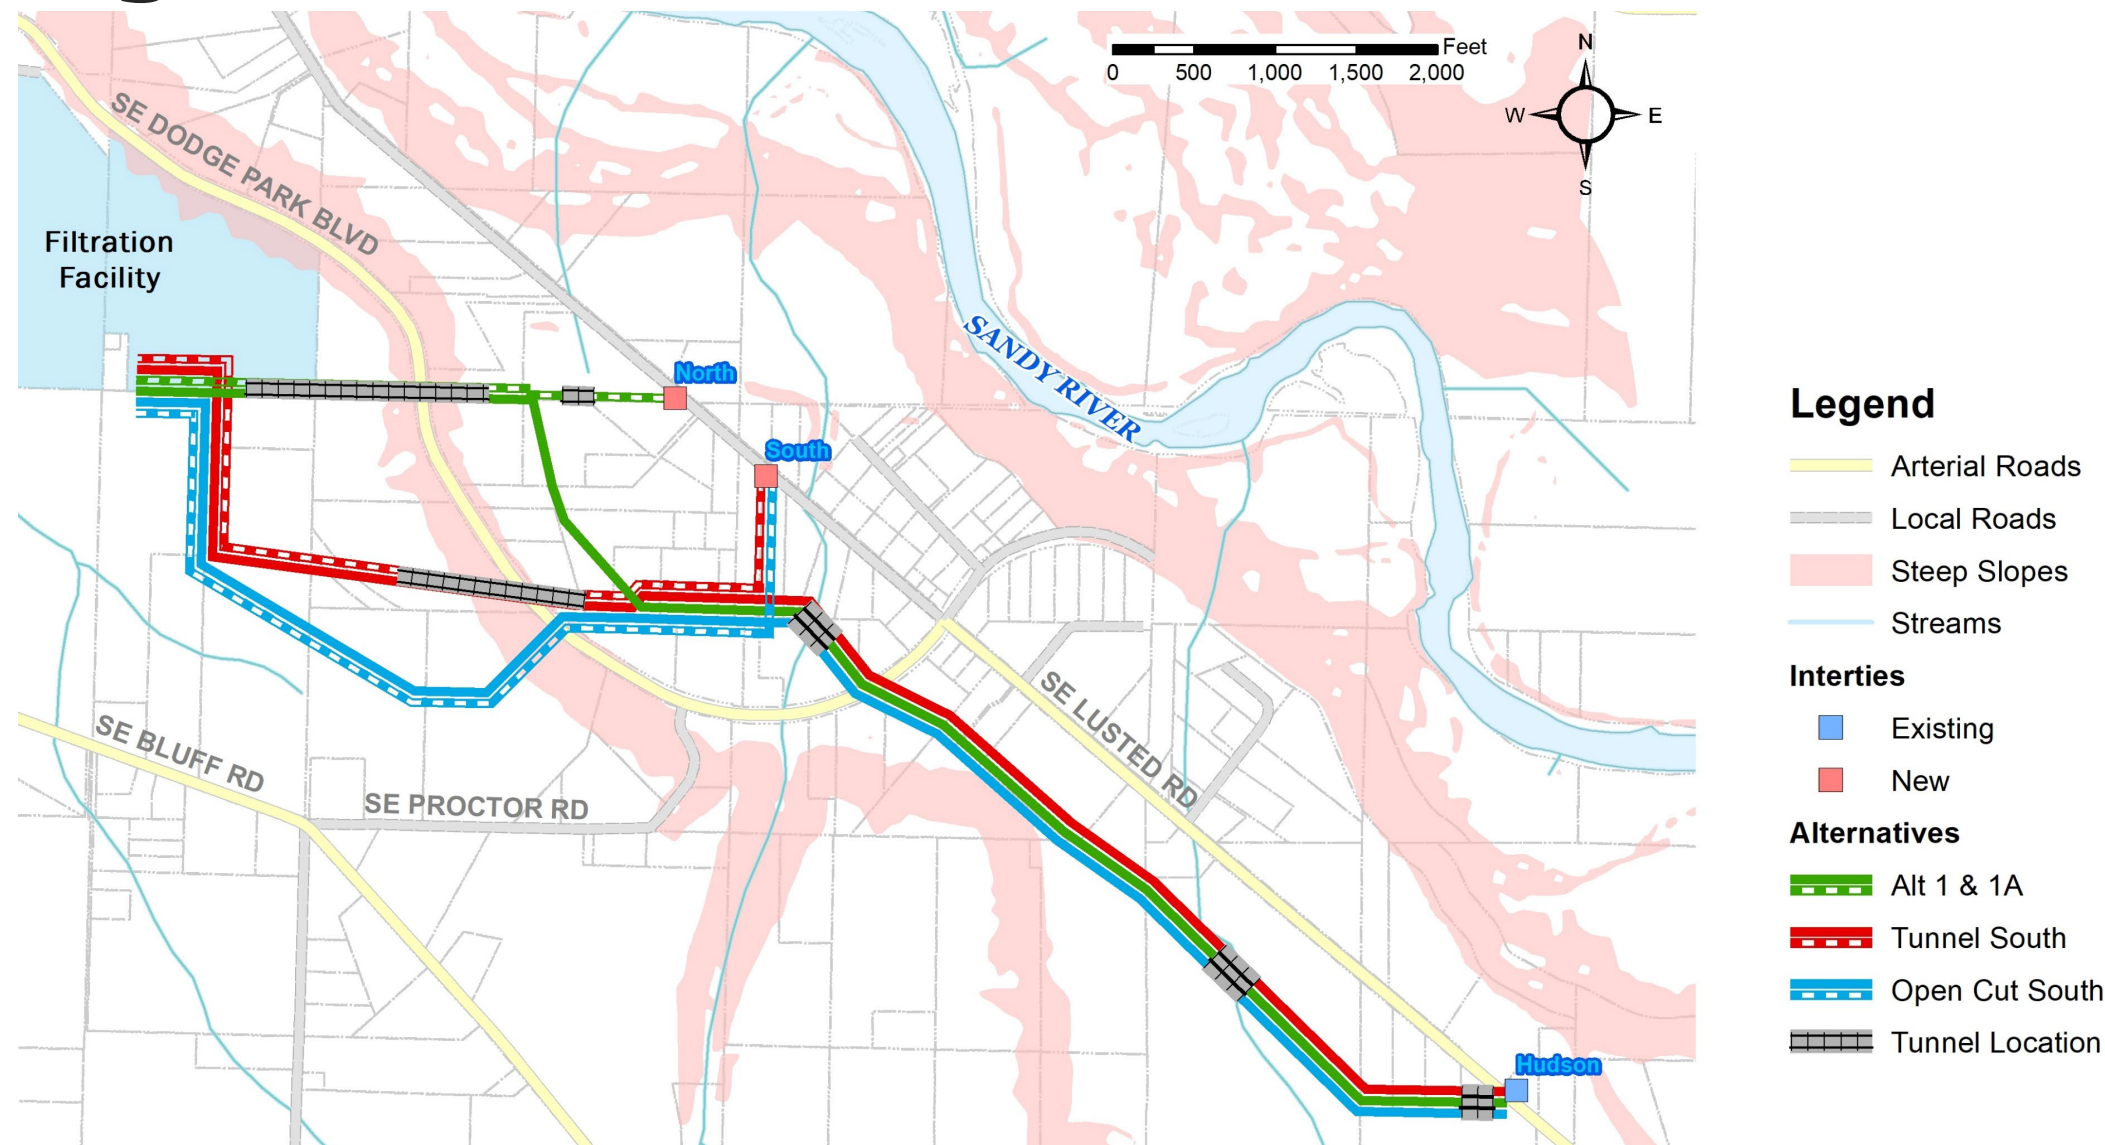 Feet
0 500 1,000 1,500 2,000
N
W
E
S
SE DODGE PARK BLVD
Filtration
Facility
SANDY RIVER
North
South
SE LUSTED RD
SE BLUFF RD
SE PROCTOR RD
Hudson
Legend
Arterial Roads
Local Roads
Steep Slopes
Streams
Interties
Existing
New
Alternatives
Alt 1 & 1A
Tunnel South
Open Cut South
Tunnel Location